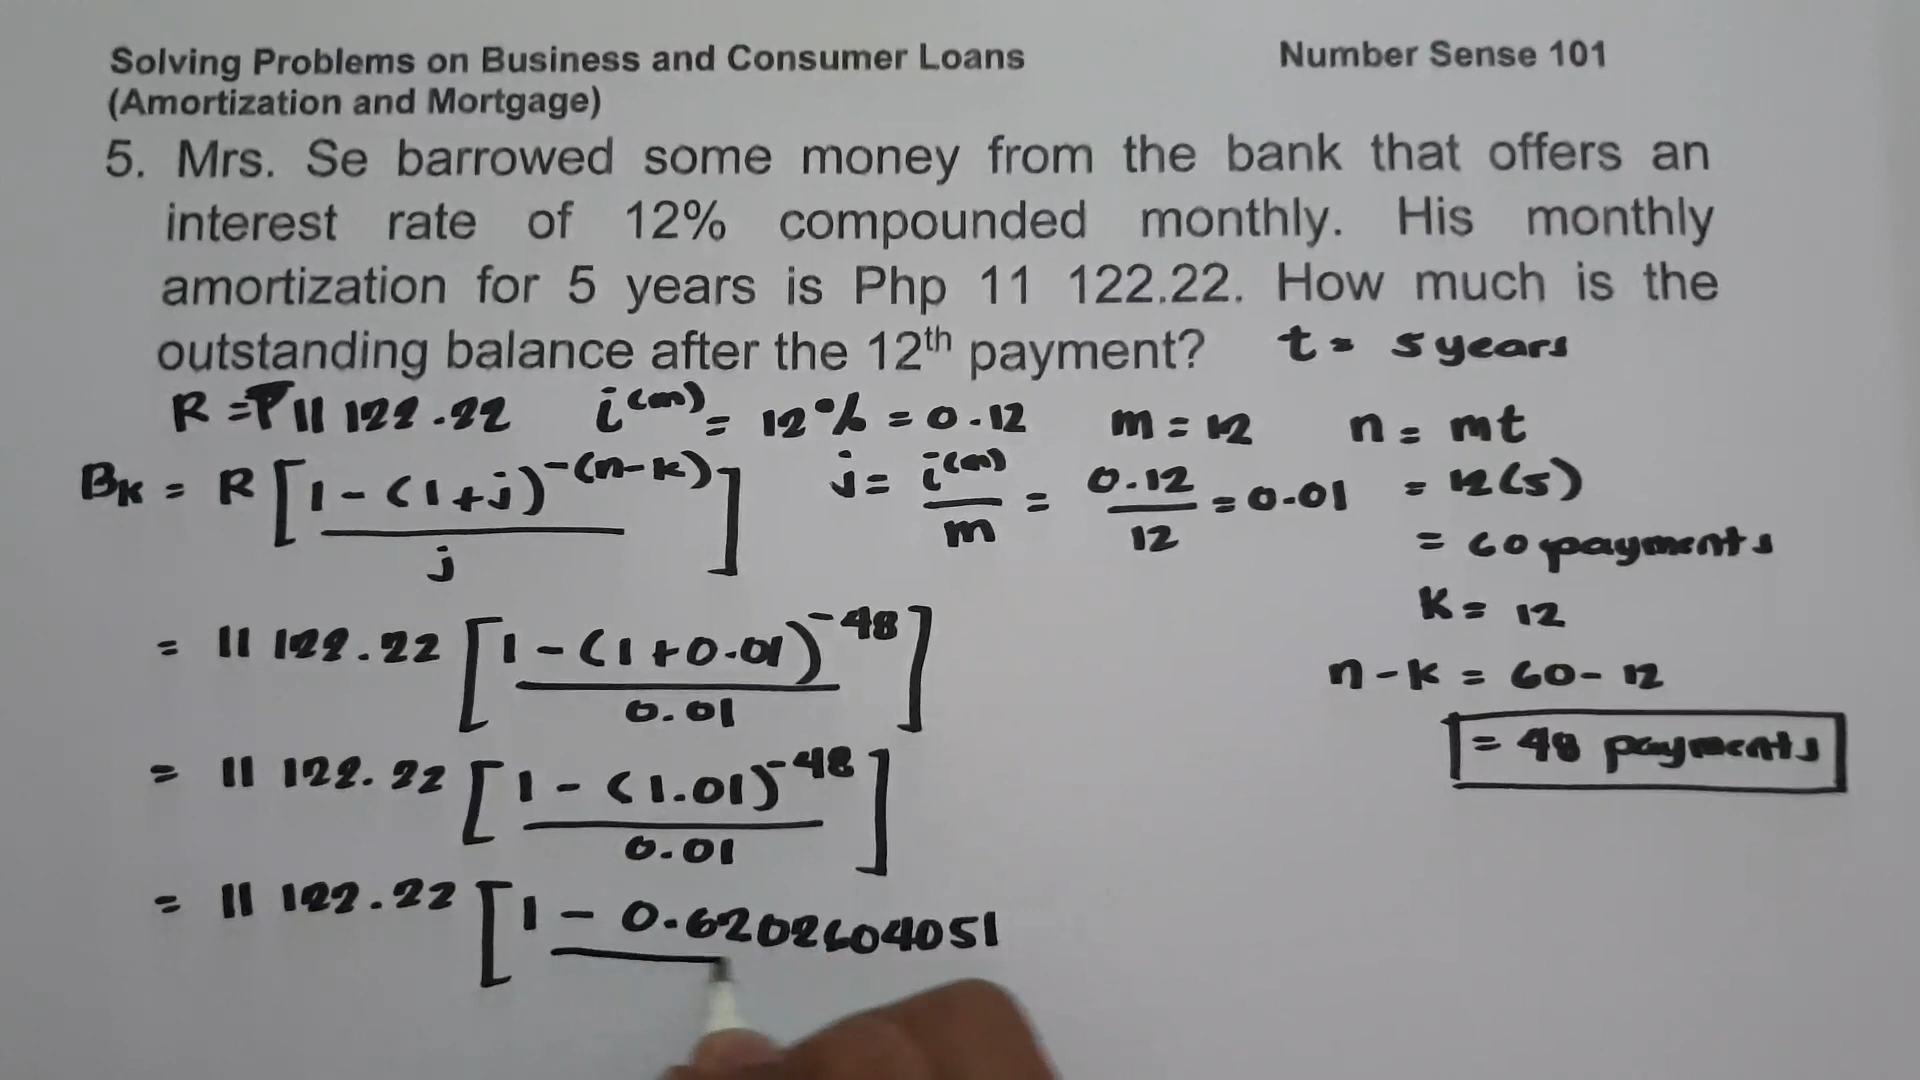 Solving Problems on Business and Consumer Loans
Number Sense 101
(Amortization and Mortgage)
5. Mrs. Se barrowed some money from the bank that offers an
interest rate of 12% compounded monthly. His monthly
amortization for 5 years is Php 11 122.22. How much is the
outstanding balance after the 12th payment?
t = 5 years
R = ₱11 122.22
i^(m) = 12% = 0.12
m = 12
n = mt
= 12(5)
= 60 payments
k = 12
n - k = 60 - 12
= 48 payments
j = i^(m)/m = 0.12/12 = 0.01
Bk = R [1 - (1+j)^-(n-k) / j]
= 11 122.22 [1 - (1+0.01)^-48 / 0.01]
= 11 122.22 [1 - (1.01)^-48 / 0.01]
= 11 122.22 [1 - 0.6202604051